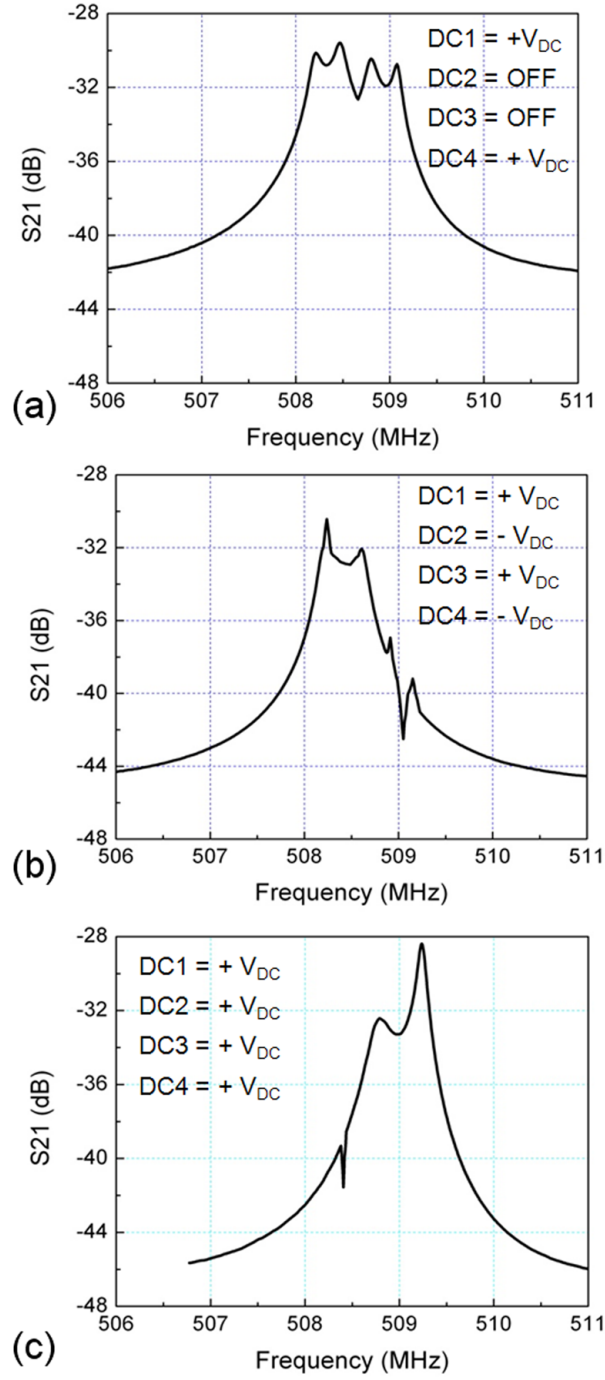 -28
-32
-36
-40
-44
-48
S21 (dB)
DC1 = +VDC
DC2 = OFF
DC3 = OFF
DC4 = + VDC
506 507 508 509 510 511
Frequency (MHz)
(a)
-28
-32
-36
-40
-44
-48
S21 (dB)
DC1 = + VDC
DC2 = - VDC
DC3 = + VDC
DC4 = - VDC
506 507 508 509 510 511
Frequency (MHz)
(b)
-28
-32
-36
-40
-44
-48
S21 (dB)
DC1 = + VDC
DC2 = + VDC
DC3 = + VDC
DC4 = + VDC
506 507 508 509 510 511
Frequency (MHz)
(c)